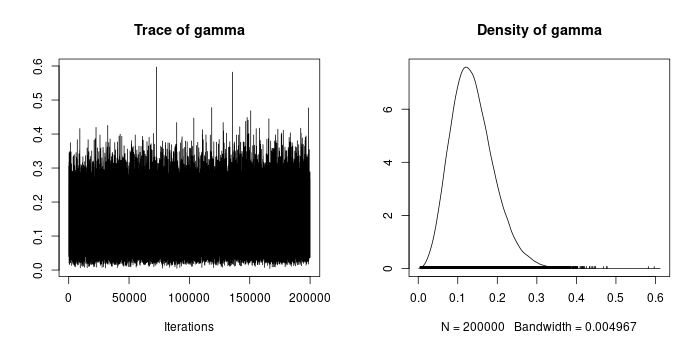 Trace of gamma
0.6
0.5
0.4
0.3
0.2
0.1
0.0
0 50000 100000 150000 200000
Iterations
Density of gamma
6
4
2
0
0.0 0.1 0.2 0.3 0.4 0.5 0.6
N = 200000 Bandwidth = 0.004967